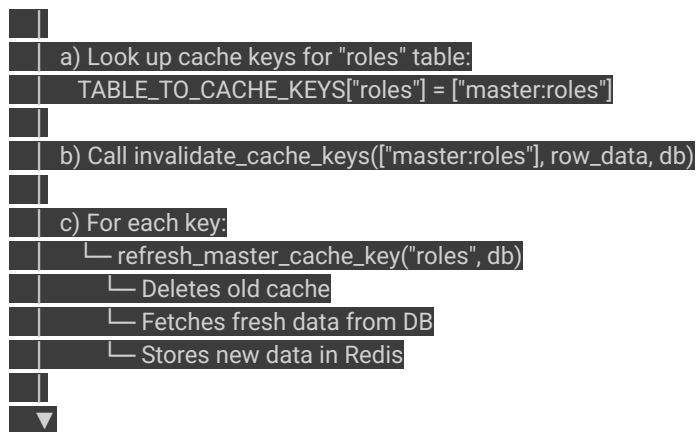 │
│ a) Look up cache keys for "roles" table:
│ TABLE_TO_CACHE_KEYS["roles"] = ["master:roles"]
│
│ b) Call invalidate_cache_keys(["master:roles"], row_data, db)
│
│ c) For each key:
│ └─ refresh_master_cache_key("roles", db)
│ └─ Deletes old cache
│ └─ Fetches fresh data from DB
│ └─ Stores new data in Redis
│
▼